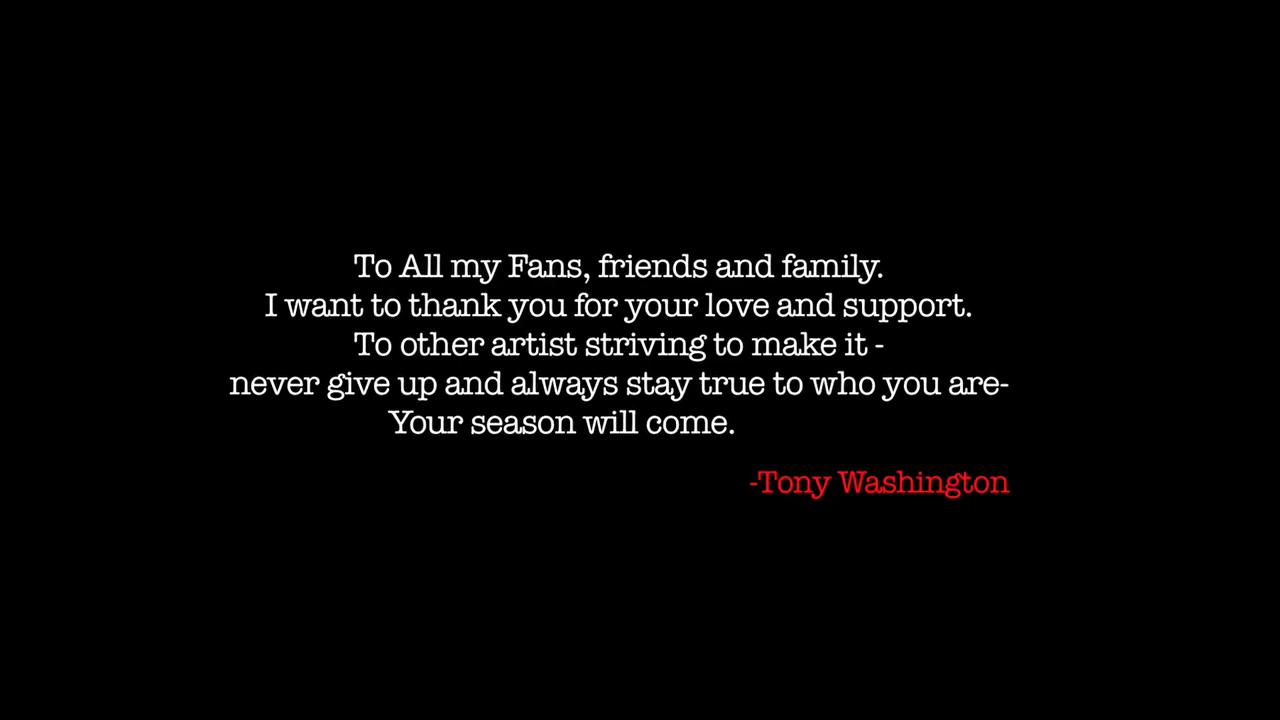 To All my Fans, friends and family.
I want to thank you for your love and support.
To other artist striving to make it -
never give up and always stay true to who you are-
Your season will come.
-Tony Washington